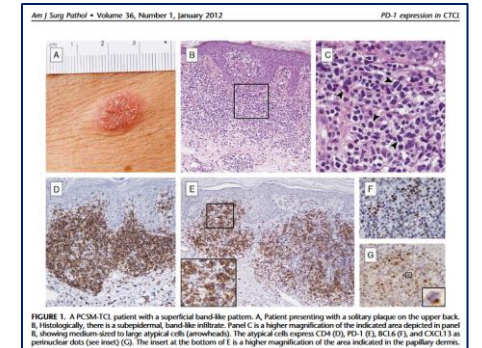 Am J Surg Pathol • Volume 36, Number 1, January 2012
PD-1 expression in CTCL
A
1 2 3 4
B
C
D
E
F
G
FIGURE 1. A PCSM-TCL patient with a superficial band-like pattern. A, Patient presenting with a solitary plaque on the upper back.
B, Histologically, there is a subepidermal, band-like infiltrate. Panel C is a higher magnification of the indicated area depicted in panel
B, showing medium-sized to large atypical cells (arrowheads). The atypical cells express CD4 (D), PD-1 (E), BCL6 (F), and CXCL13 as
perinuclear dots (see inset) (G). The insert at the bottom of E is a higher magnification of the area indicated in the papillary dermis.